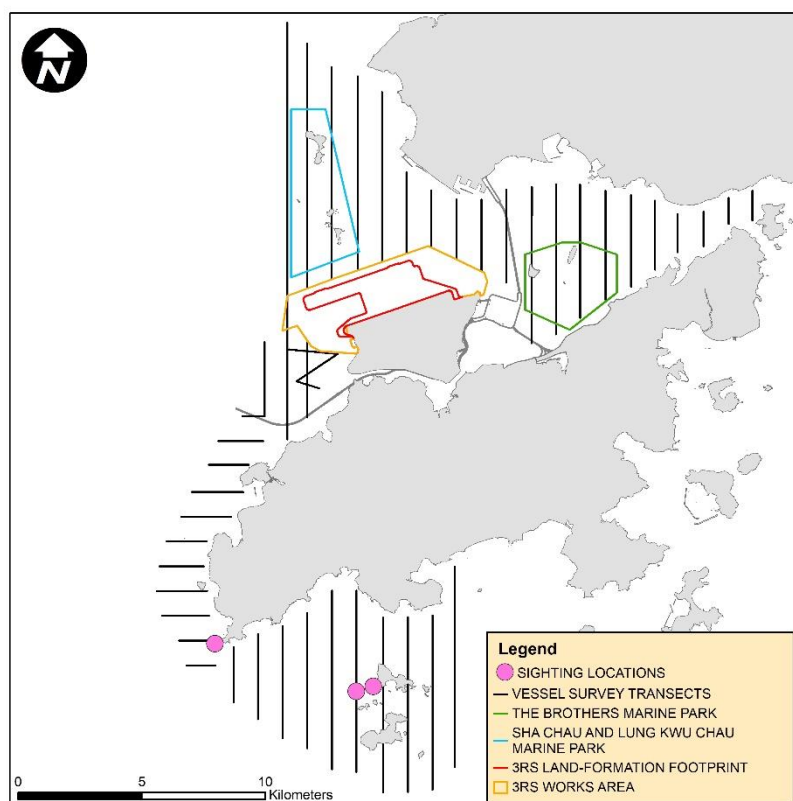 N
Legend
SIGHTING LOCATIONS
VESSEL SURVEY TRANSECTS
THE BROTHERS MARINE PARK
SHA CHAU AND LUNG KWU CHAU
MARINE PARK
3RS LAND-FORMATION FOOTPRINT
3RS WORKS AREA
0 5 10
Kilometers